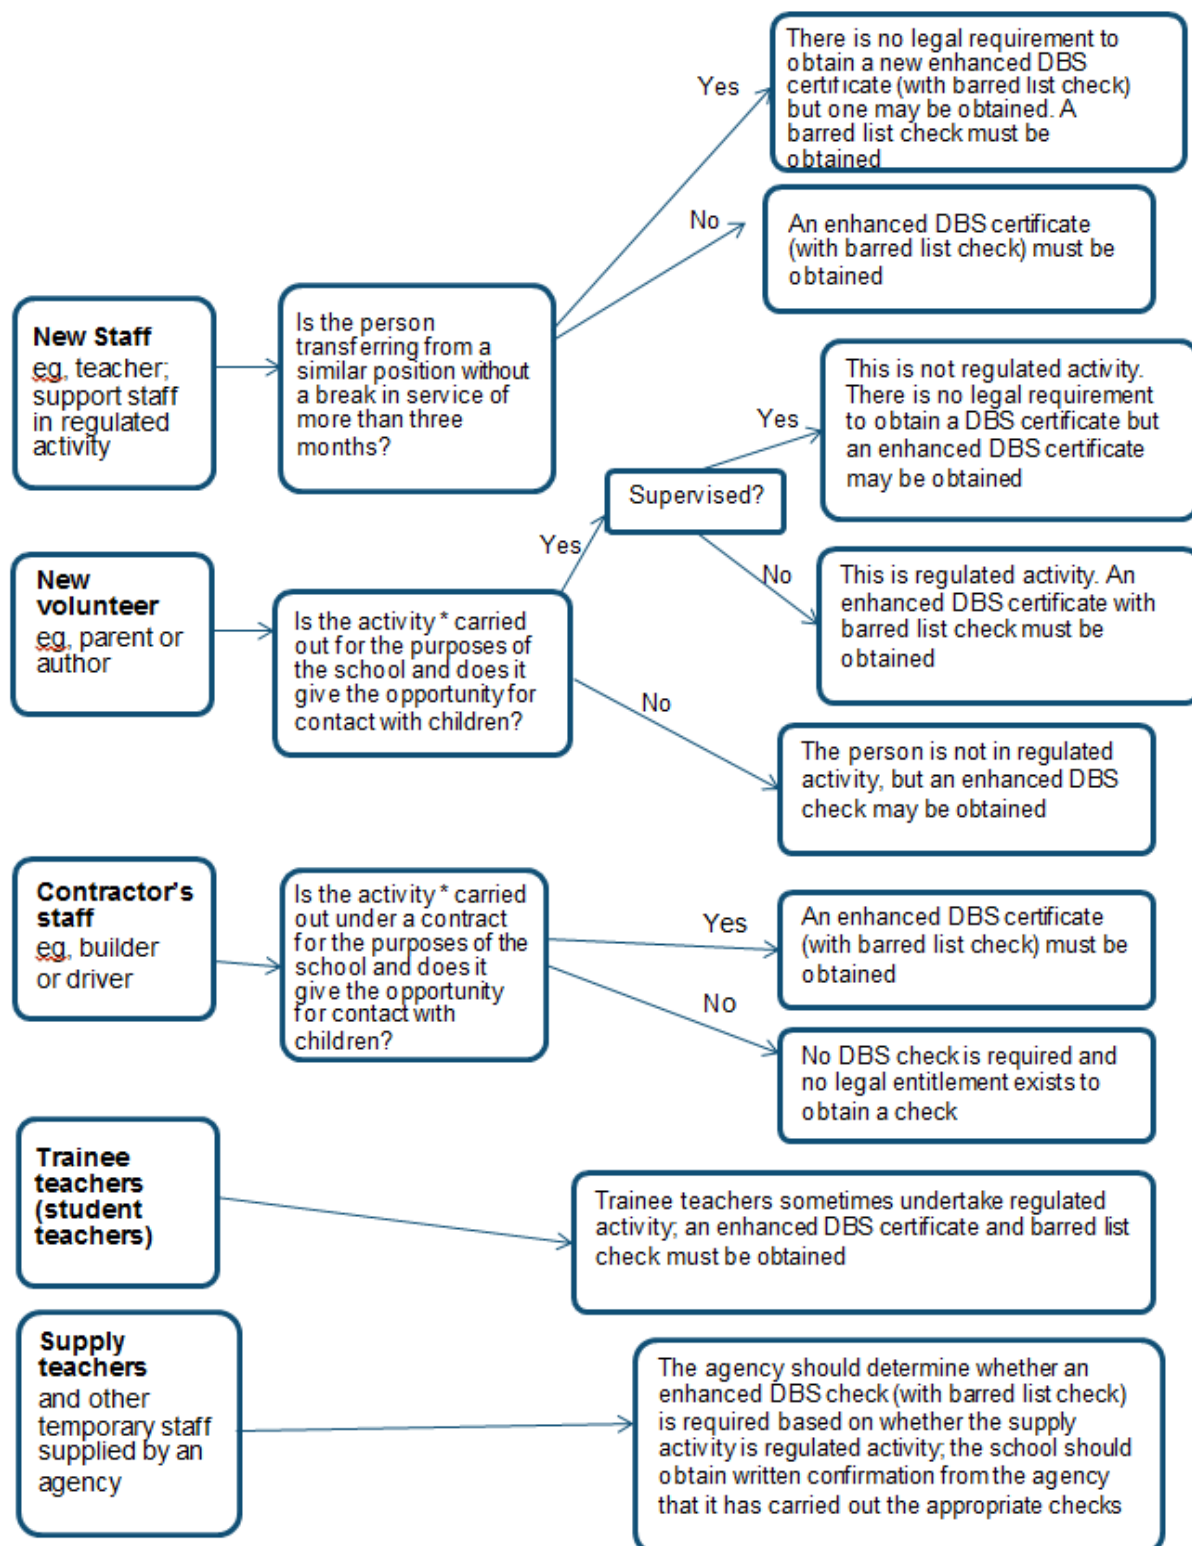 New Staff
eg, teacher;
support staff
in regulated
activity
Is the person
transferring from a
similar position without
a break in service of
more than three
months?
Yes
There is no legal requirement to
obtain a new enhanced DBS
certificate (with barred list check)
but one may be obtained. A
barred list check must be
obtained
No
An enhanced DBS certificate
(with barred list check) must be
obtained
New
volunteer
eg, parent or
author
Is the activity * carried
out for the purposes of
the school and does it
give the opportunity for
contact with children?
Yes
Supervised?
Yes
This is not regulated activity.
There is no legal requirement
to obtain a DBS certificate but
an enhanced DBS certificate
may be obtained
No
This is regulated activity. An
enhanced DBS certificate with
barred list check must be
obtained
No
The person is not in regulated
activity, but an enhanced DBS
check may be obtained
Contractor's
staff
eg, builder
or driver
Is the activity * carried
out under a contract
for the purposes of the
school and does it
give the opportunity
for contact with
children?
Yes
An enhanced DBS certificate
(with barred list check) must be
obtained
No
No DBS check is required and
no legal entitlement exists to
obtain a check
Trainee
teachers
(student
teachers)
Trainee teachers sometimes undertake regulated
activity; an enhanced DBS certificate and barred list
check must be obtained
Supply
teachers
and other
temporary staff
supplied by an
agency
The agency should determine whether an
enhanced DBS check (with barred list check)
is required based on whether the supply
activity is regulated activity; the school should
obtain written confirmation from the agency
that it has carried out the appropriate checks